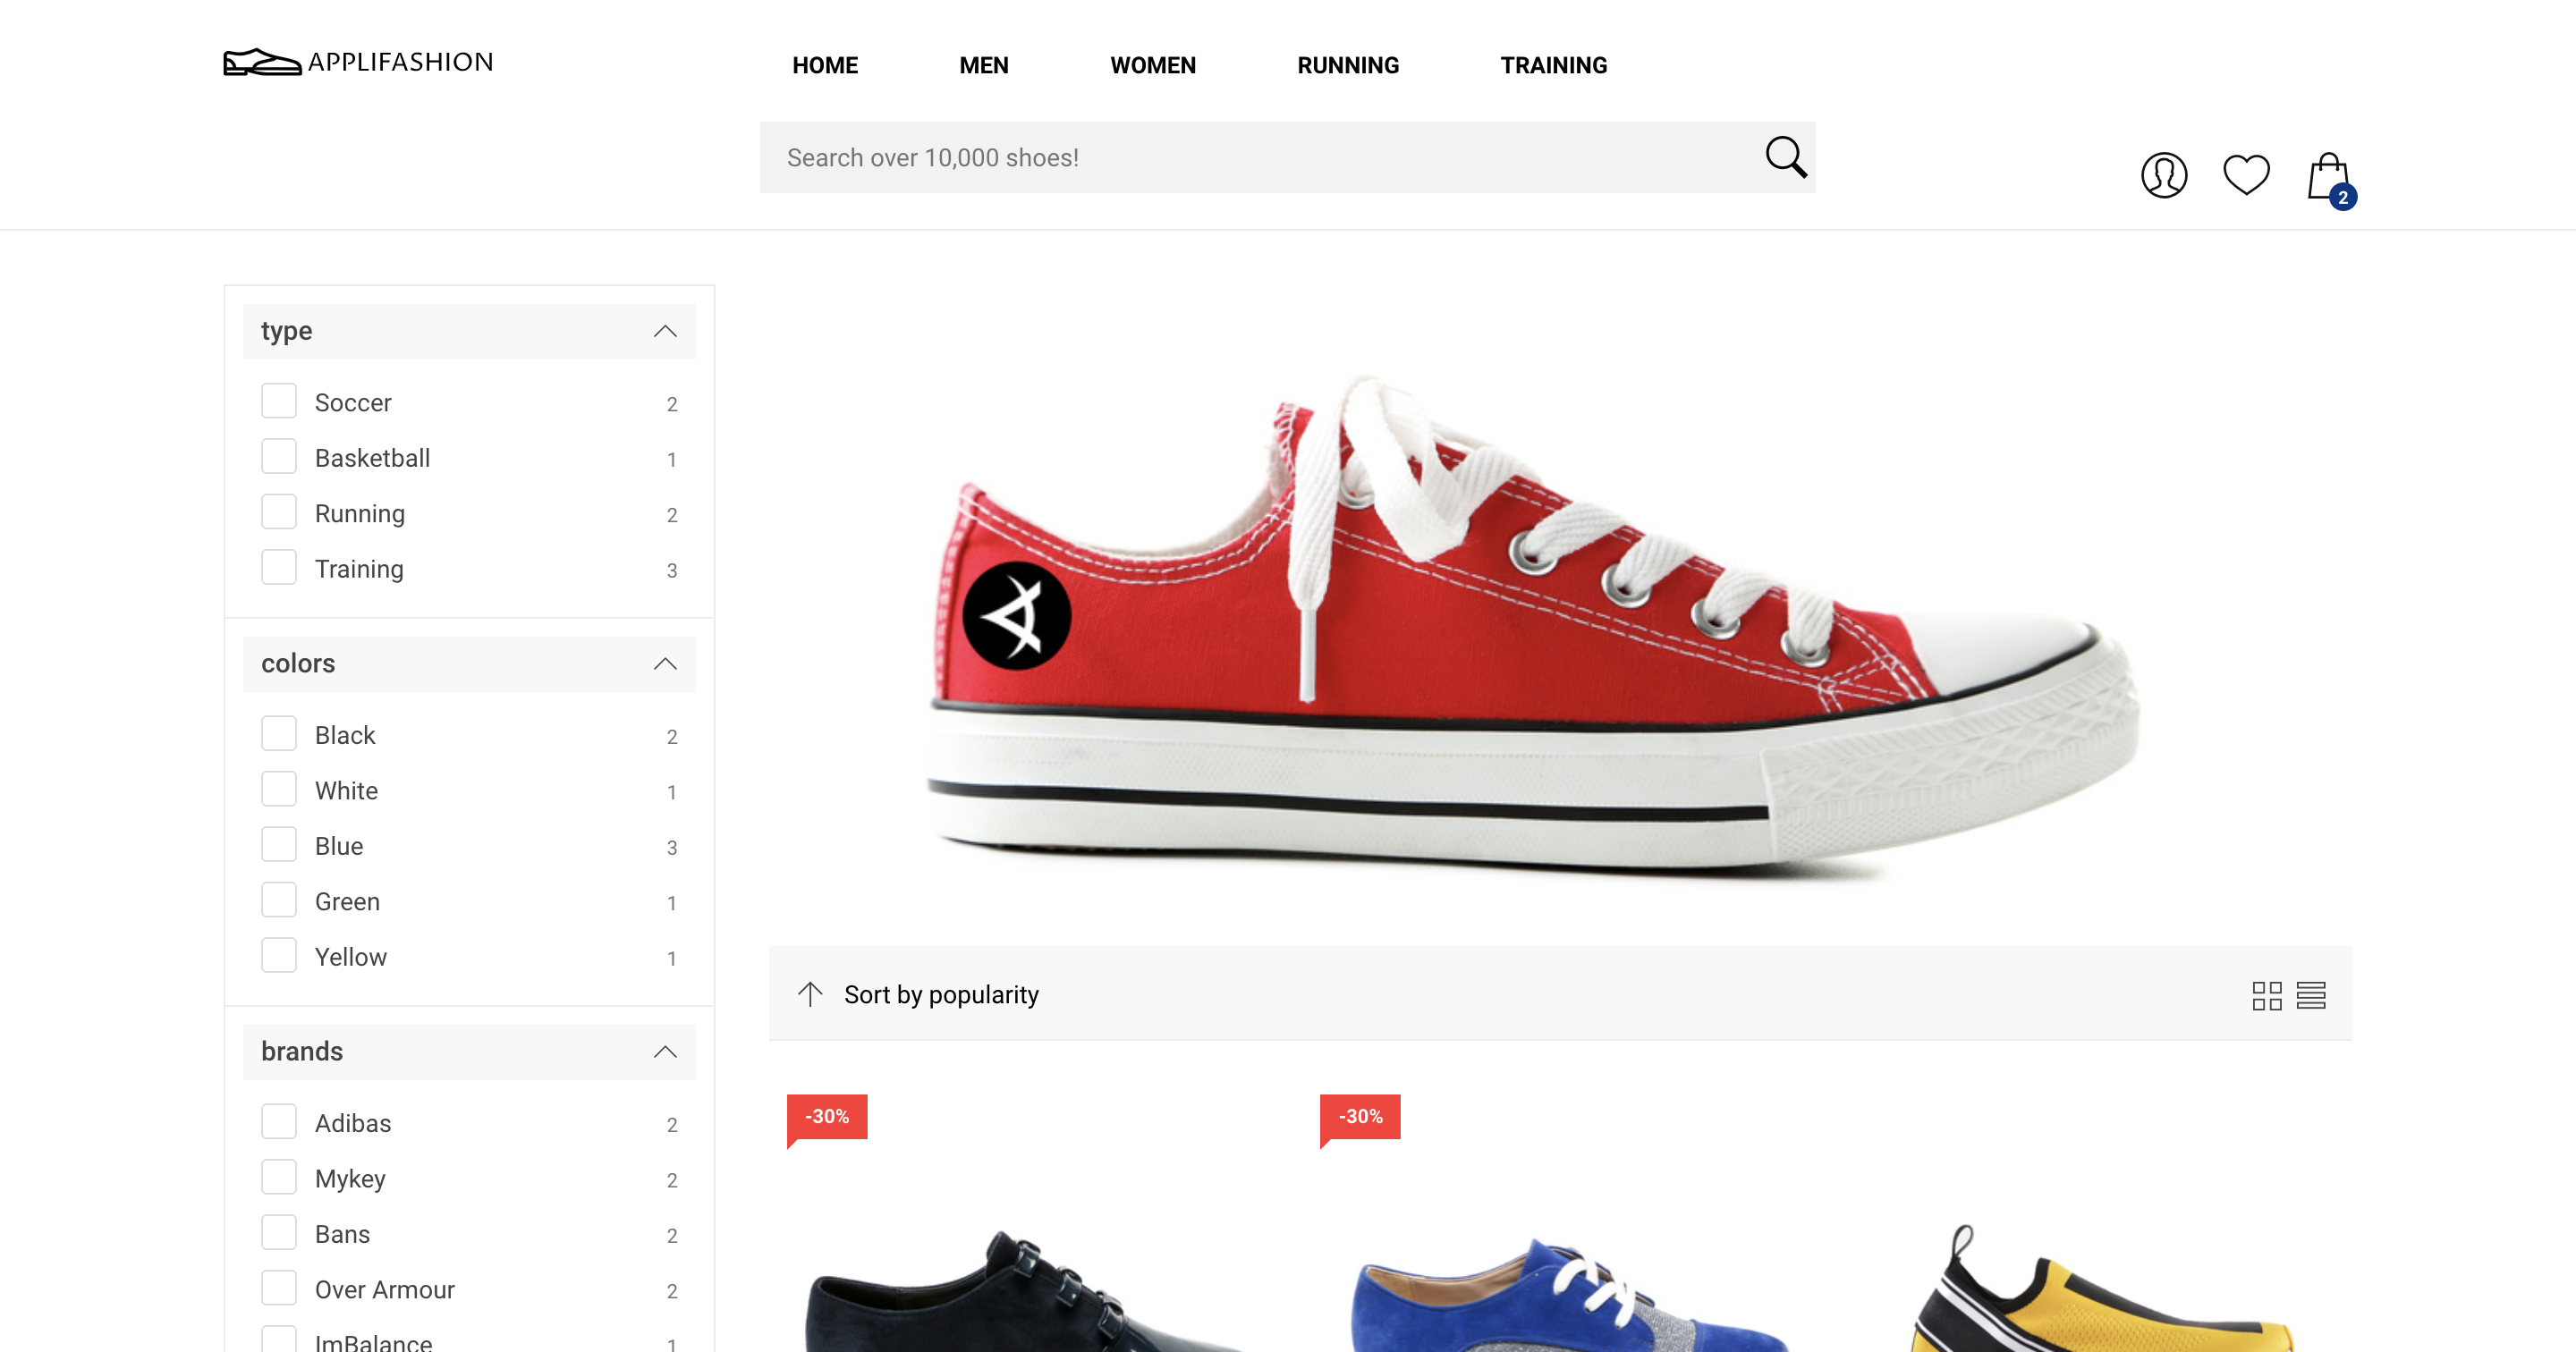 APPLIFASHION
HOME MEN WOMEN RUNNING TRAINING
Search over 10,000 shoes!
2
type
Soccer 2
Basketball 1
Running 2
Training 3
colors
Black 2
White 1
Blue 3
Green 1
Yellow 1
brands
Adibas 2
Mykey 2
Bans 2
Over Armour 2
ImBalance 1
Sort by popularity
-30% -30%